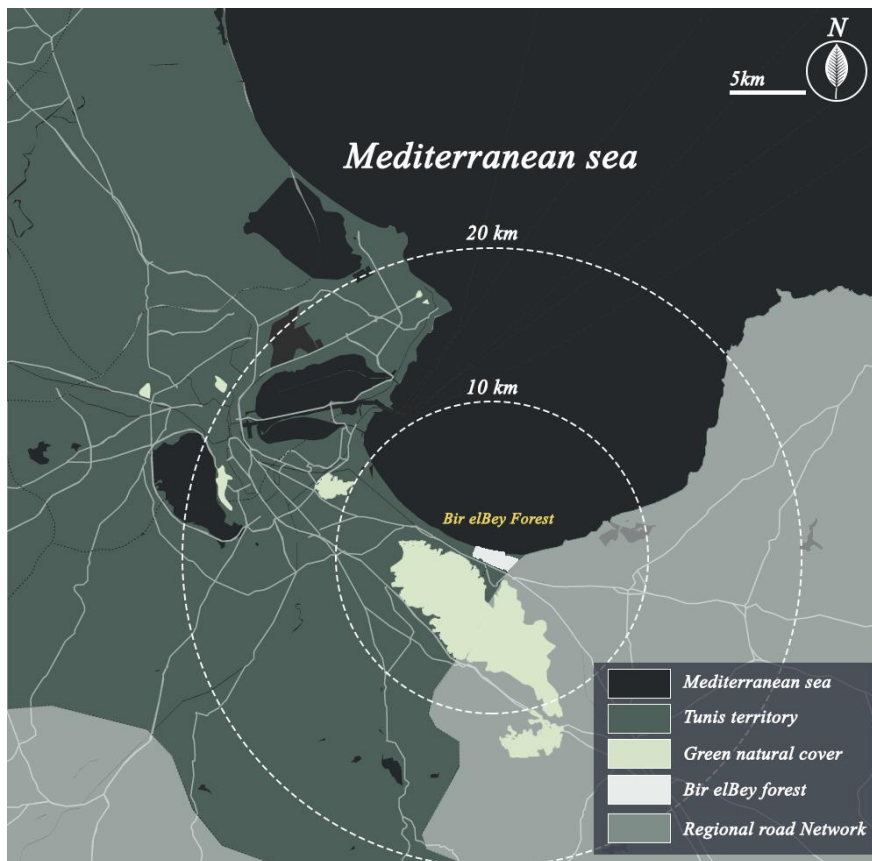 N
5km
Mediterranean sea
20 km
10 km
Bir elBey Forest
Mediterranean sea
Tunis territory
Green natural cover
Bir elBey forest
Regional road Network